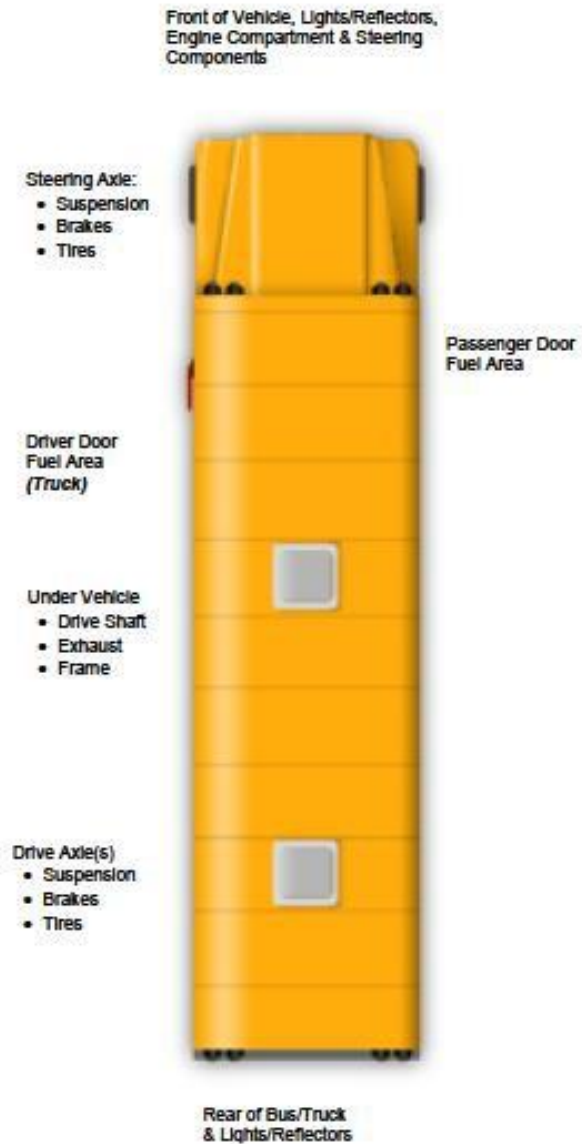 Front of Vehicle, Lights/Reflectors,
Engine Compartment & Steering
Components
Steering Axle:
• Suspension
• Brakes
• Tires
Passenger Door
Fuel Area
Driver Door
Fuel Area
(Truck)
Under Vehicle
• Drive Shaft
• Exhaust
• Frame
Drive Axle(s)
• Suspension
• Brakes
• Tires
Rear of Bus/Truck
& Lights/Reflectors